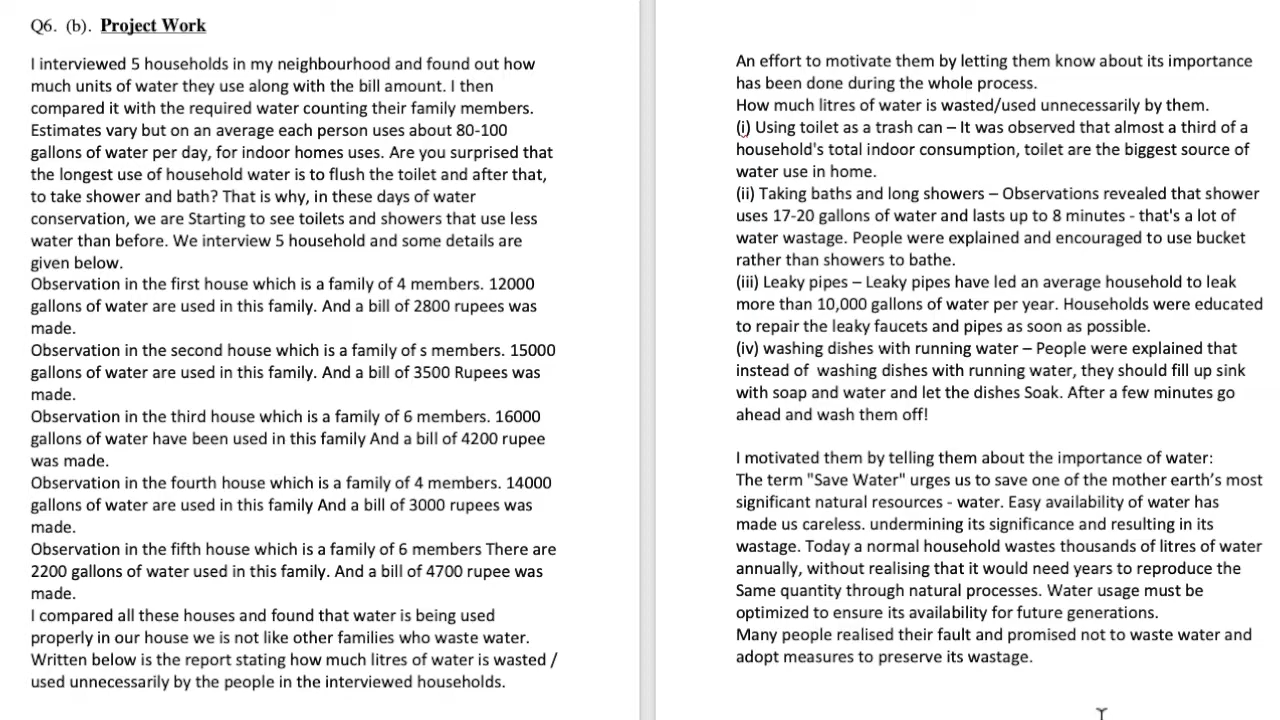 Q6. (b). Project Work
I interviewed 5 households in my neighbourhood and found out how
much units of water they use along with the bill amount. I then
compared it with the required water counting their family members.
Estimates vary but on an average each person uses about 80-100
gallons of water per day, for indoor homes uses. Are you surprised that
the longest use of household water is to flush the toilet and after that,
to take shower and bath? That is why, in these days of water
conservation, we are Starting to see toilets and showers that use less
water than before. We interview 5 household and some details are
given below.
Observation in the first house which is a family of 4 members. 12000
gallons of water are used in this family. And a bill of 2800 rupees was
made.
Observation in the second house which is a family of s members. 15000
gallons of water are used in this family. And a bill of 3500 Rupees was
made.
Observation in the third house which is a family of 6 members. 16000
gallons of water have been used in this family And a bill of 4200 rupee
was made.
Observation in the fourth house which is a family of 4 members. 14000
gallons of water are used in this family And a bill of 3000 rupees was
made.
Observation in the fifth house which is a family of 6 members There are
2200 gallons of water used in this family. And a bill of 4700 rupee was
made.
I compared all these houses and found that water is being used
properly in our house we is not like other families who waste water.
Written below is the report stating how much litres of water is wasted /
used unnecessarily by the people in the interviewed households.
An effort to motivate them by letting them know about its importance
has been done during the whole process.
How much litres of water is wasted/used unnecessarily by them.
(i) Using toilet as a trash can – It was observed that almost a third of a
household's total indoor consumption, toilet are the biggest source of
water use in home.
(ii) Taking baths and long showers – Observations revealed that shower
uses 17-20 gallons of water and lasts up to 8 minutes - that's a lot of
water wastage. People were explained and encouraged to use bucket
rather than showers to bathe.
(iii) Leaky pipes – Leaky pipes have led an average household to leak
more than 10,000 gallons of water per year. Households were educated
to repair the leaky faucets and pipes as soon as possible.
(iv) washing dishes with running water – People were explained that
instead of  washing dishes with running water, they should fill up sink
with soap and water and let the dishes Soak. After a few minutes go
ahead and wash them off!
I motivated them by telling them about the importance of water:
The term "Save Water" urges us to save one of the mother earth’s most
significant natural resources - water. Easy availability of water has
made us careless. undermining its significance and resulting in its
wastage. Today a normal household wastes thousands of litres of water
annually, without realising that it would need years to reproduce the
Same quantity through natural processes. Water usage must be
optimized to ensure its availability for future generations.
Many people realised their fault and promised not to waste water and
adopt measures to preserve its wastage.